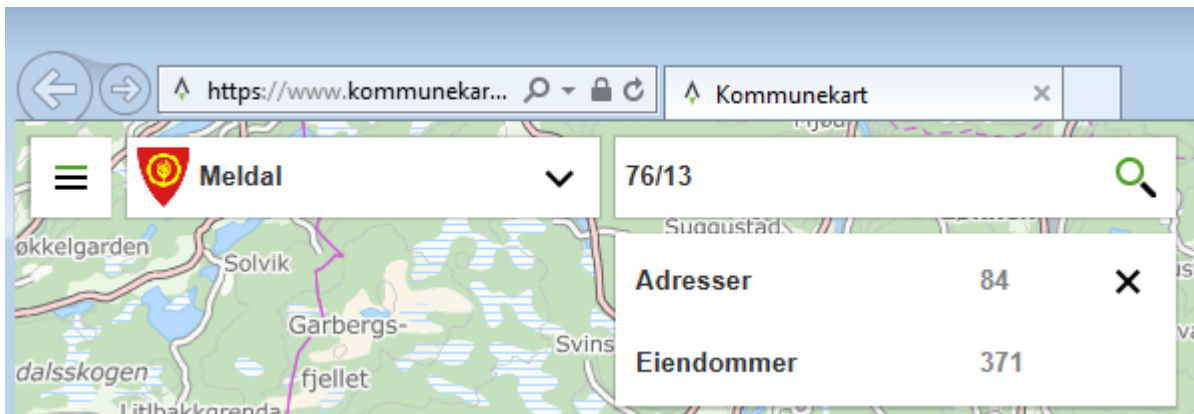 https://www.kommunekar...
Kommunekart
Meldal
76/13
Suggustad
økkelgarden
Solvik
Adresser 84
Garbergs-
fjellet
Svins
Eiendommer 371
dalsskogen
Litlbakkgrenda